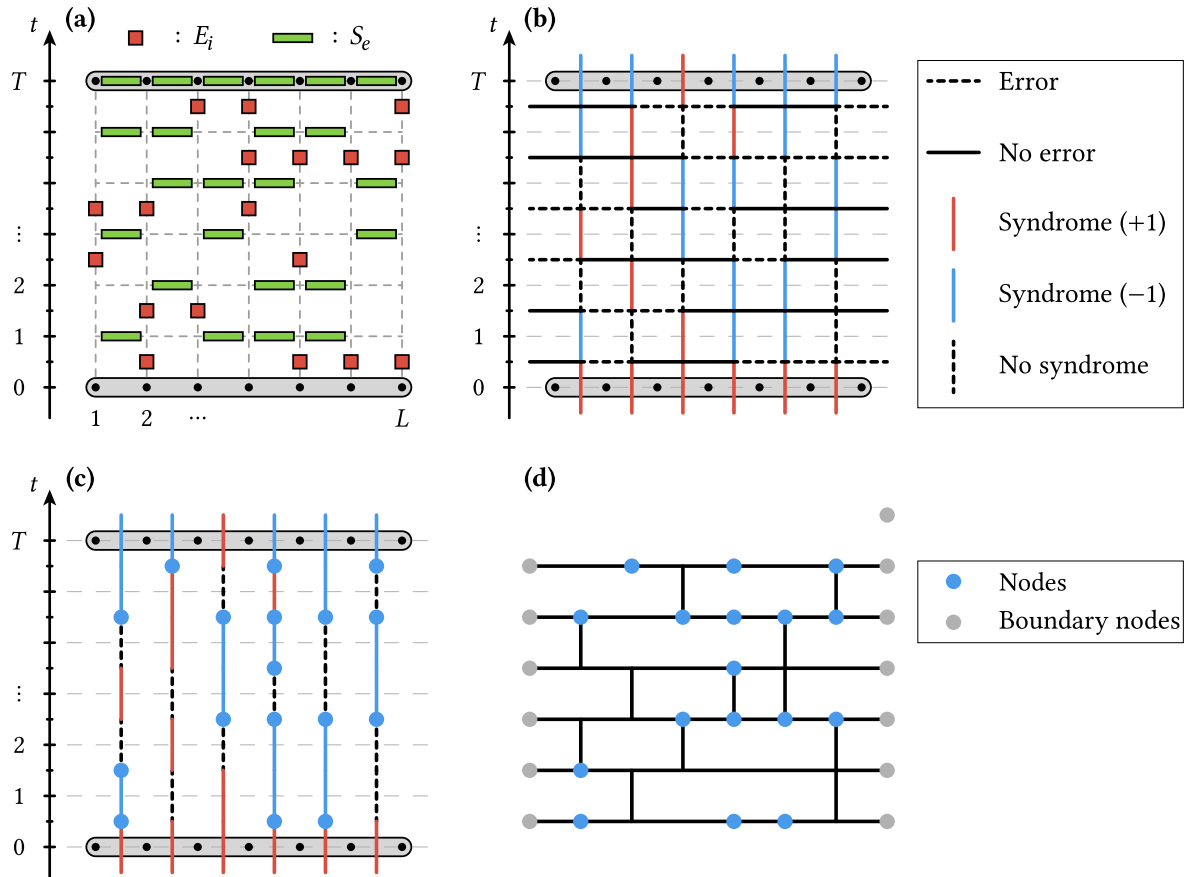 t (a) : E_i : S_e
T
⋮
2
1
0
1 2 ⋯ L
t (b)
T
⋮
2
1
0
Error
No error
Syndrome (+1)
Syndrome (−1)
No syndrome
t (c)
T
⋮
2
1
0
(d)
Nodes
Boundary nodes